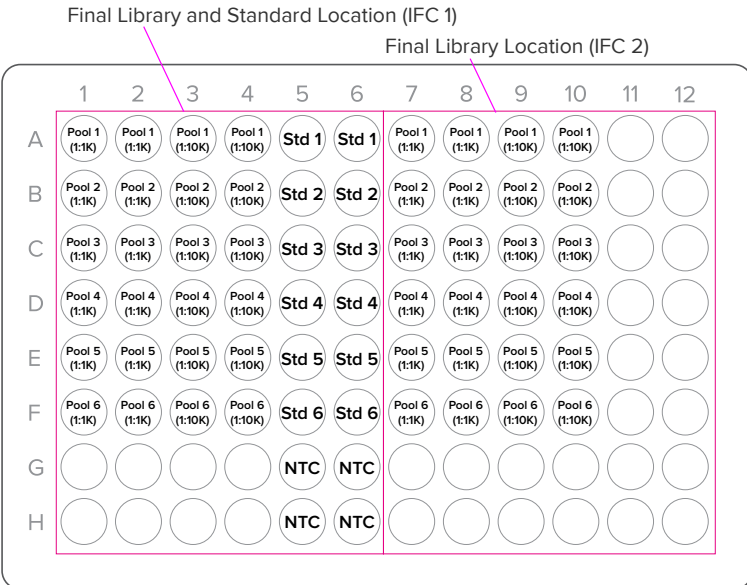 Final Library and Standard Location (IFC 1)
Final Library Location (IFC 2)
1 2 3 4 5 6 7 8 9 10 11 12
A Pool 1 Pool 1 Pool 1 Pool 1 Std 1 Std 1 Pool 1 Pool 1 Pool 1 Pool 1
(1:1K) (1:1K) (1:10K) (1:10K) (1:1K) (1:1K) (1:10K) (1:10K)
B Pool 2 Pool 2 Pool 2 Pool 2 Std 2 Std 2 Pool 2 Pool 2 Pool 2 Pool 2
(1:1K) (1:1K) (1:10K) (1:10K) (1:1K) (1:1K) (1:10K) (1:10K)
C Pool 3 Pool 3 Pool 3 Pool 3 Std 3 Std 3 Pool 3 Pool 3 Pool 3 Pool 3
(1:1K) (1:1K) (1:10K) (1:10K) (1:1K) (1:1K) (1:10K) (1:10K)
D Pool 4 Pool 4 Pool 4 Pool 4 Std 4 Std 4 Pool 4 Pool 4 Pool 4 Pool 4
(1:1K) (1:1K) (1:10K) (1:10K) (1:1K) (1:1K) (1:10K) (1:10K)
E Pool 5 Pool 5 Pool 5 Pool 5 Std 5 Std 5 Pool 5 Pool 5 Pool 5 Pool 5
(1:1K) (1:1K) (1:10K) (1:10K) (1:1K) (1:1K) (1:10K) (1:10K)
F Pool 6 Pool 6 Pool 6 Pool 6 Std 6 Std 6 Pool 6 Pool 6 Pool 6 Pool 6
(1:1K) (1:1K) (1:10K) (1:10K) (1:1K) (1:1K) (1:10K) (1:10K)
G NTC NTC
H NTC NTC